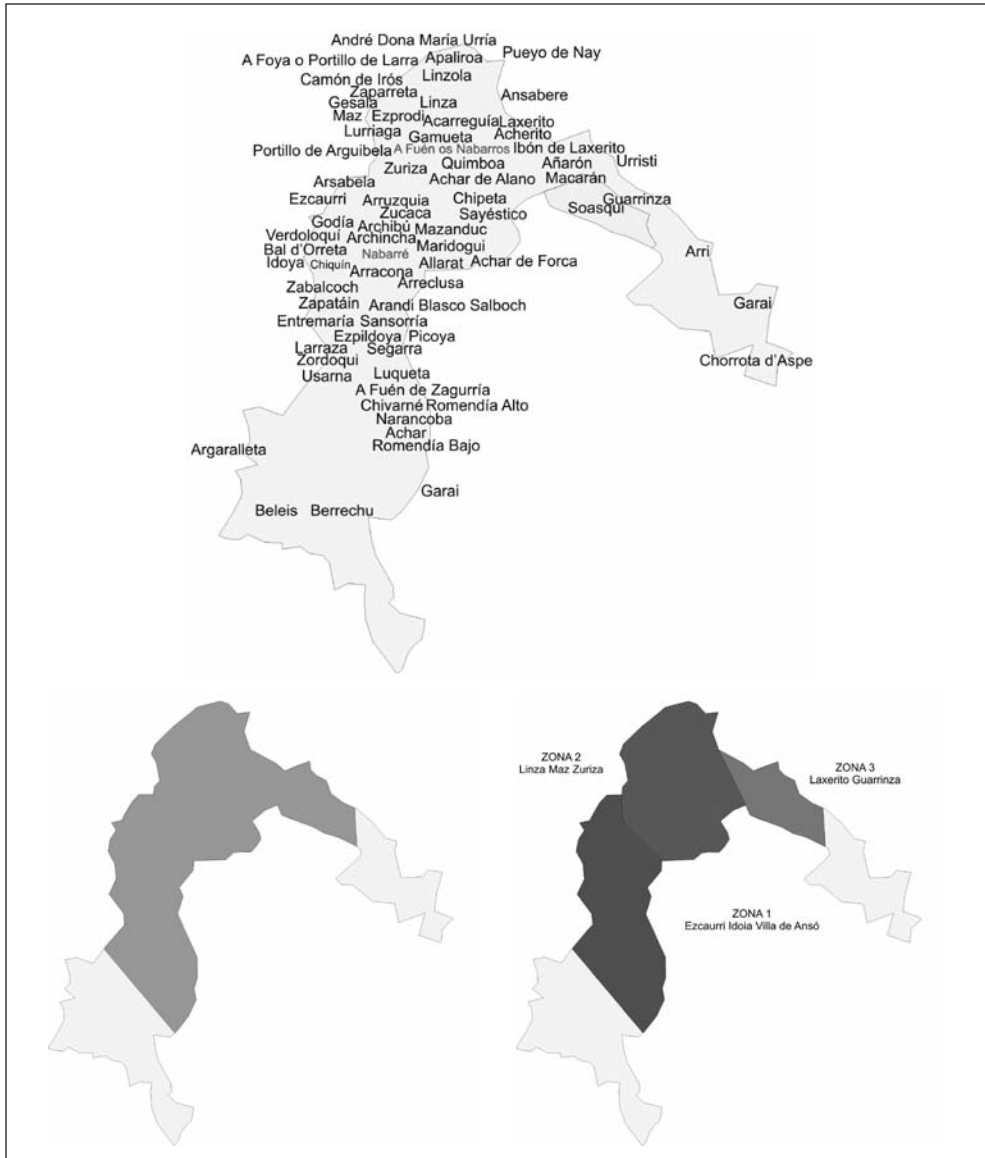 André Dona Maria Urría
A Foya o Portillo de Larra Apaliroa Pueyo de Nay
Camón de Irós Linzola
Zaparreta Ansabere
Gesala Linza
Maz Ezprodi Acarreguía Laxerito
Lurriaga Gamueta Acherito
Portillo de Arguibela A Fuén os Nabarros Ibón de Laxerito
Zuriza Quimboa Añarón Urristi
Arsabela Achar de Alano Macarán
Ezcaurri Arruzquia Chipeta Guarrinza
Zucaca Sayéstico Soasqui
Godía Archibú Mazanduc
Verdoloquí Archincha
Bal d'Orreta Nabarré Maridogui Arri
Idoya Chiquín Allarat Achar de Forca
Arracona
Zabalcoch Arreclusa
Zapatáin Arandi Blasco Salboch Garai
Entremaría Sansorría
Ezpildoya Picoya
Larraza Segarra
Zordoqui Chorrota d'Aspe
Usarna Luqueta
A Fuén de Zagurría
Chivarné Romendía Alto
Narancoba
Achar
Argaralleta Romendía Bajo
Garai
Beleis Berrechu
ZONA 2
Linza Maz Zuriza
ZONA 3
Laxerito Guarrinza
ZONA 1
Ezcaurri Idoia Villa de Ansó